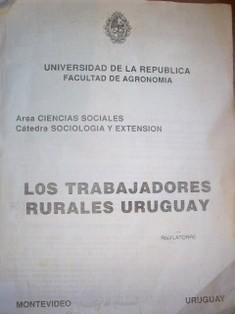 UNIVERSIDAD DE LA REPUBLICA
FACULTAD DE AGRONOMIA
Area CIENCIAS SOCIALES
Cátedra SOCIOLOGIA Y EXTENSION
LOS TRABAJADORES
RURALES URUGUAY
MONTEVIDEO
URUGUAY